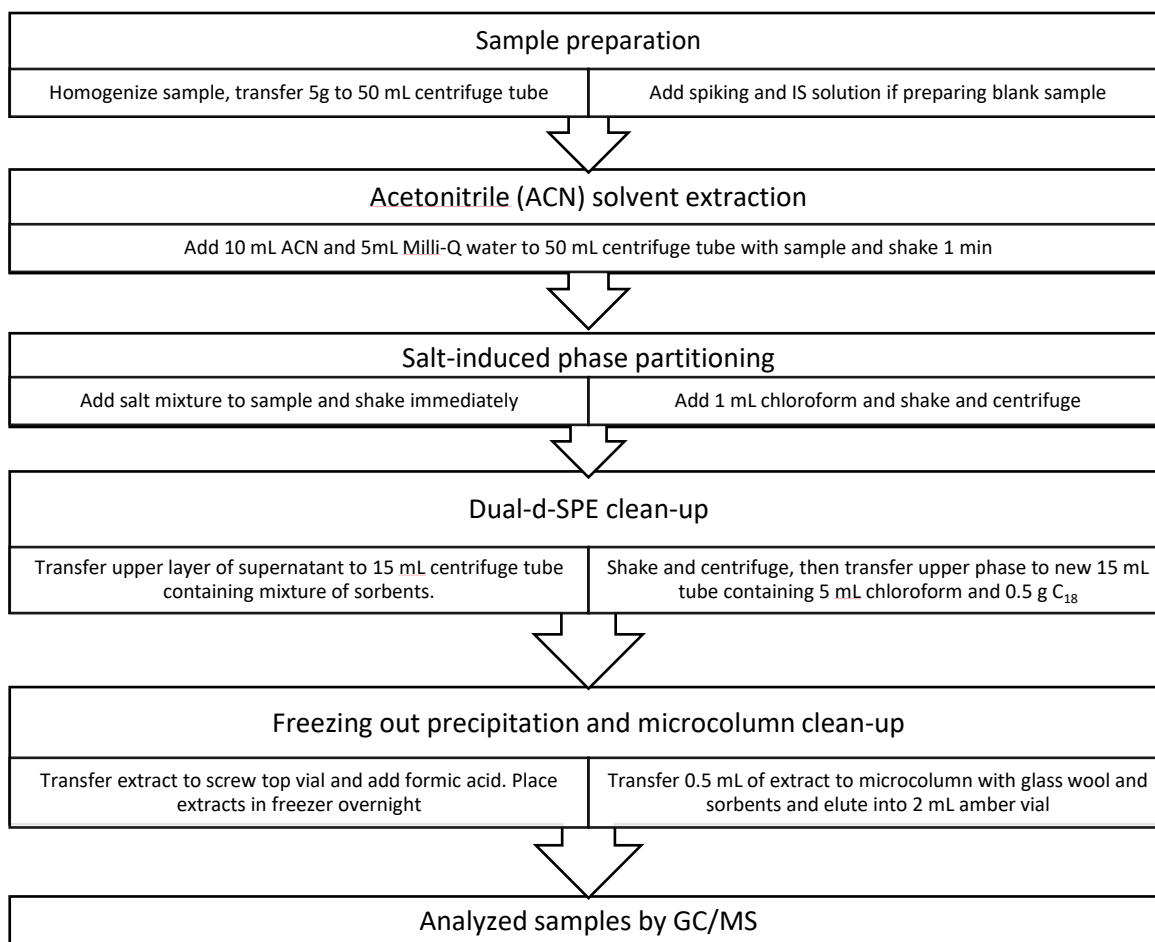 Sample preparation
Homogenize sample, transfer 5g to 50 mL centrifuge tube
Add spiking and IS solution if preparing blank sample
Acetonitrile (ACN) solvent extraction
Add 10 mL ACN and 5mL Milli-Q water to 50 mL centrifuge tube with sample and shake 1 min
Salt-induced phase partitioning
Add salt mixture to sample and shake immediately
Add 1 mL chloroform and shake and centrifuge
Dual-d-SPE clean-up
Transfer upper layer of supernatant to 15 mL centrifuge tube
containing mixture of sorbents.
Shake and centrifuge, then transfer upper phase to new 15 mL
tube containing 5 mL chloroform and 0.5 g C₁₈
Freezing out precipitation and microcolumn clean-up
Transfer extract to screw top vial and add formic acid. Place
extracts in freezer overnight
Transfer 0.5 mL of extract to microcolumn with glass wool and
sorbents and elute into 2 mL amber vial
Analyzed samples by GC/MS